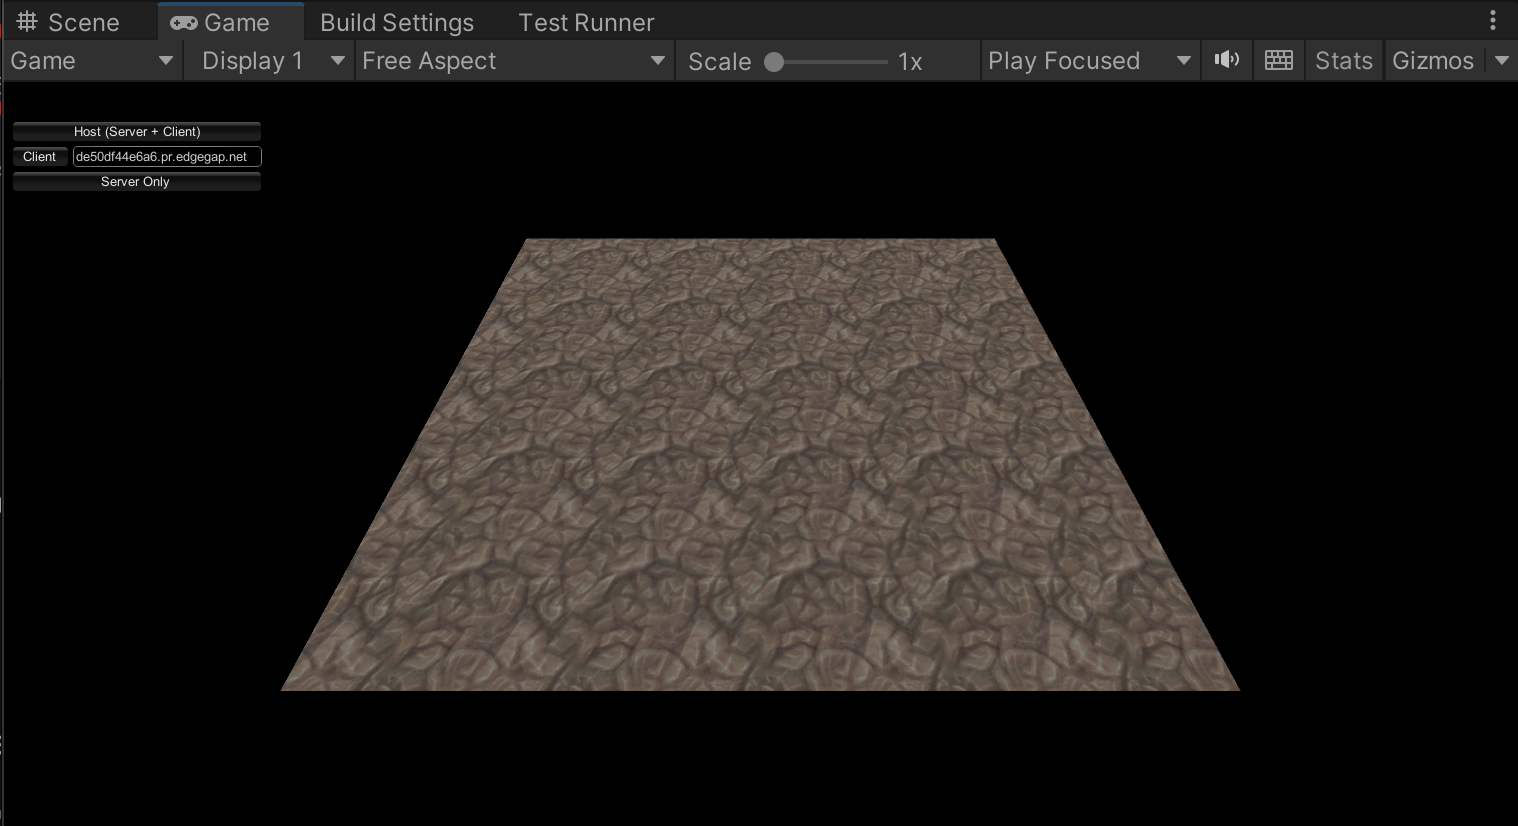 Scene Game Build Settings Test Runner
Game Display 1 Free Aspect Scale 1x Play Focused Stats Gizmos
Host (Server + Client)
Client de50df44e6a6.pr.edgegap.net
Server Only